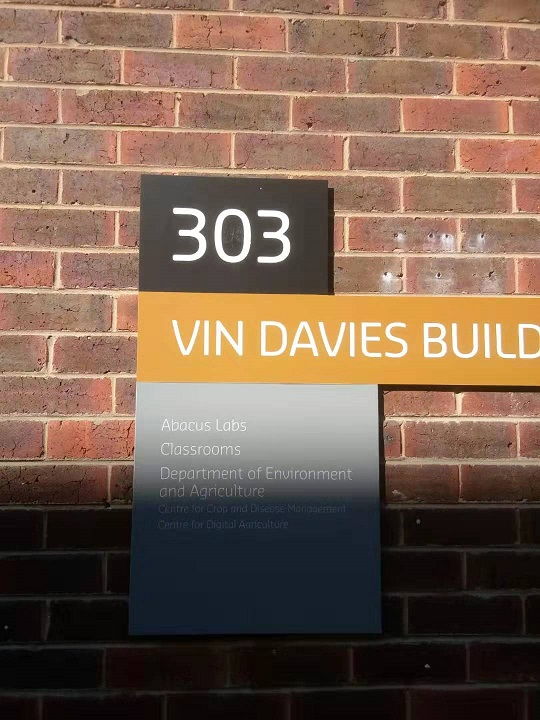 303
VIN DAVIES BUILD
Abacus Labs
Classrooms
Department of Environment
and Agriculture
Centre for Crop and Disease Management
Centre for Digital Agriculture